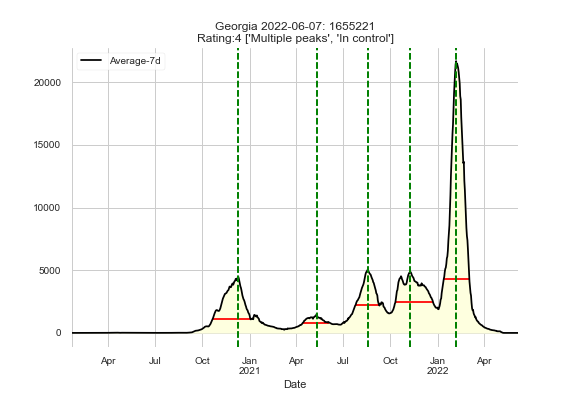 Georgia 2022-06-07: 1655221
Rating:4 ['Multiple peaks', 'In control']
Average-7d
20000
15000
10000
5000
0
Apr Jul Oct Jan Apr Jul Oct Jan Apr
2021 2022
Date